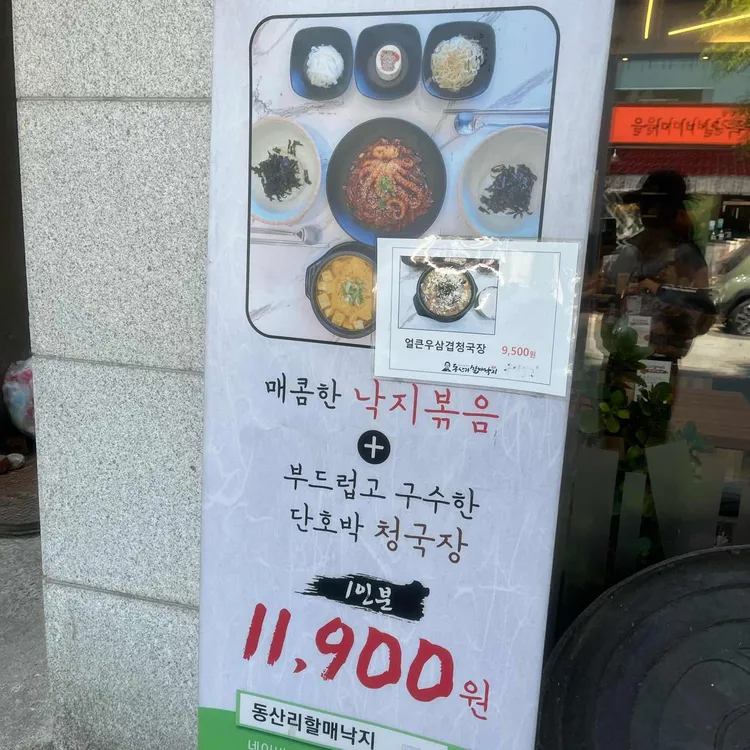 얼큰우삼겹청국장 9,500원
매콤한 낙지볶음
+
부드럽고 구수한
단호박 청국장
1인분
11,900원
동산리할매낙지